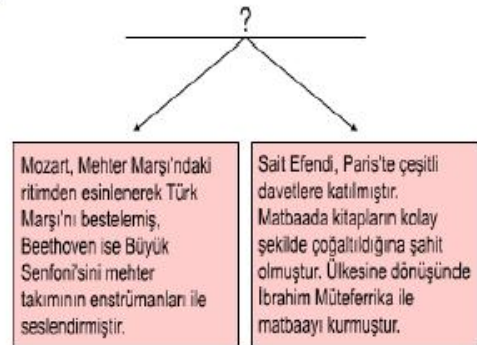 ?
Mozart, Mehter Marşı'ndaki
ritimden esinlenerek Türk
Marşı'nı bestelemiş,
Beethoven ise Büyük
Senfoni'sini mehter
takımının enstrümanları ile
seslendirmiştir.
Sait Efendi, Paris'te çeşitli
davetlere katılmıştır.
Matbaada kitapların kolay
şekilde çoğaltıldığına şahit
olmuştur. Ülkesine dönüşünde
İbrahim Müteferrika ile
matbaayı kurmuştur.